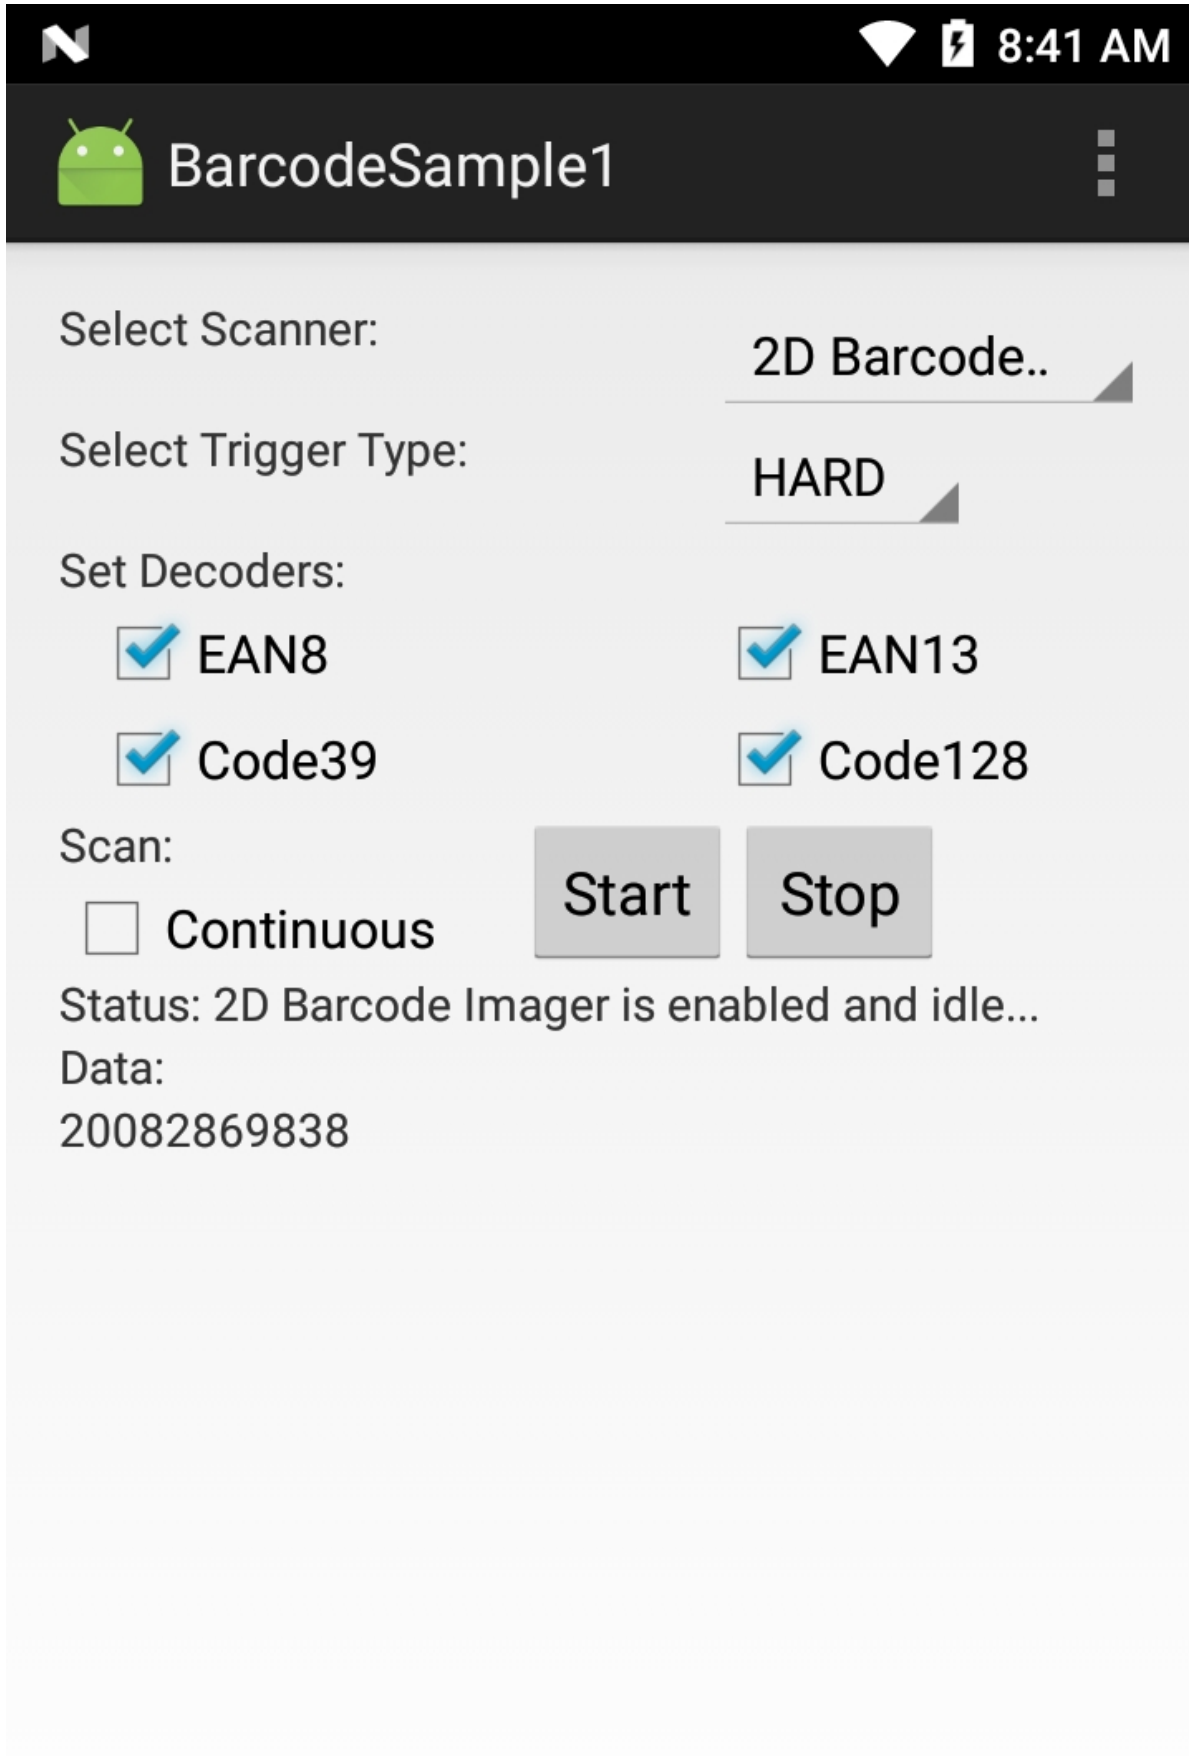 8:41 AM
BarcodeSample1
Select Scanner: 2D Barcode..
Select Trigger Type: HARD
Set Decoders:
EAN8 EAN13
Code39 Code128
Scan:
Continuous Start Stop
Status: 2D Barcode Imager is enabled and idle...
Data:
20082869838